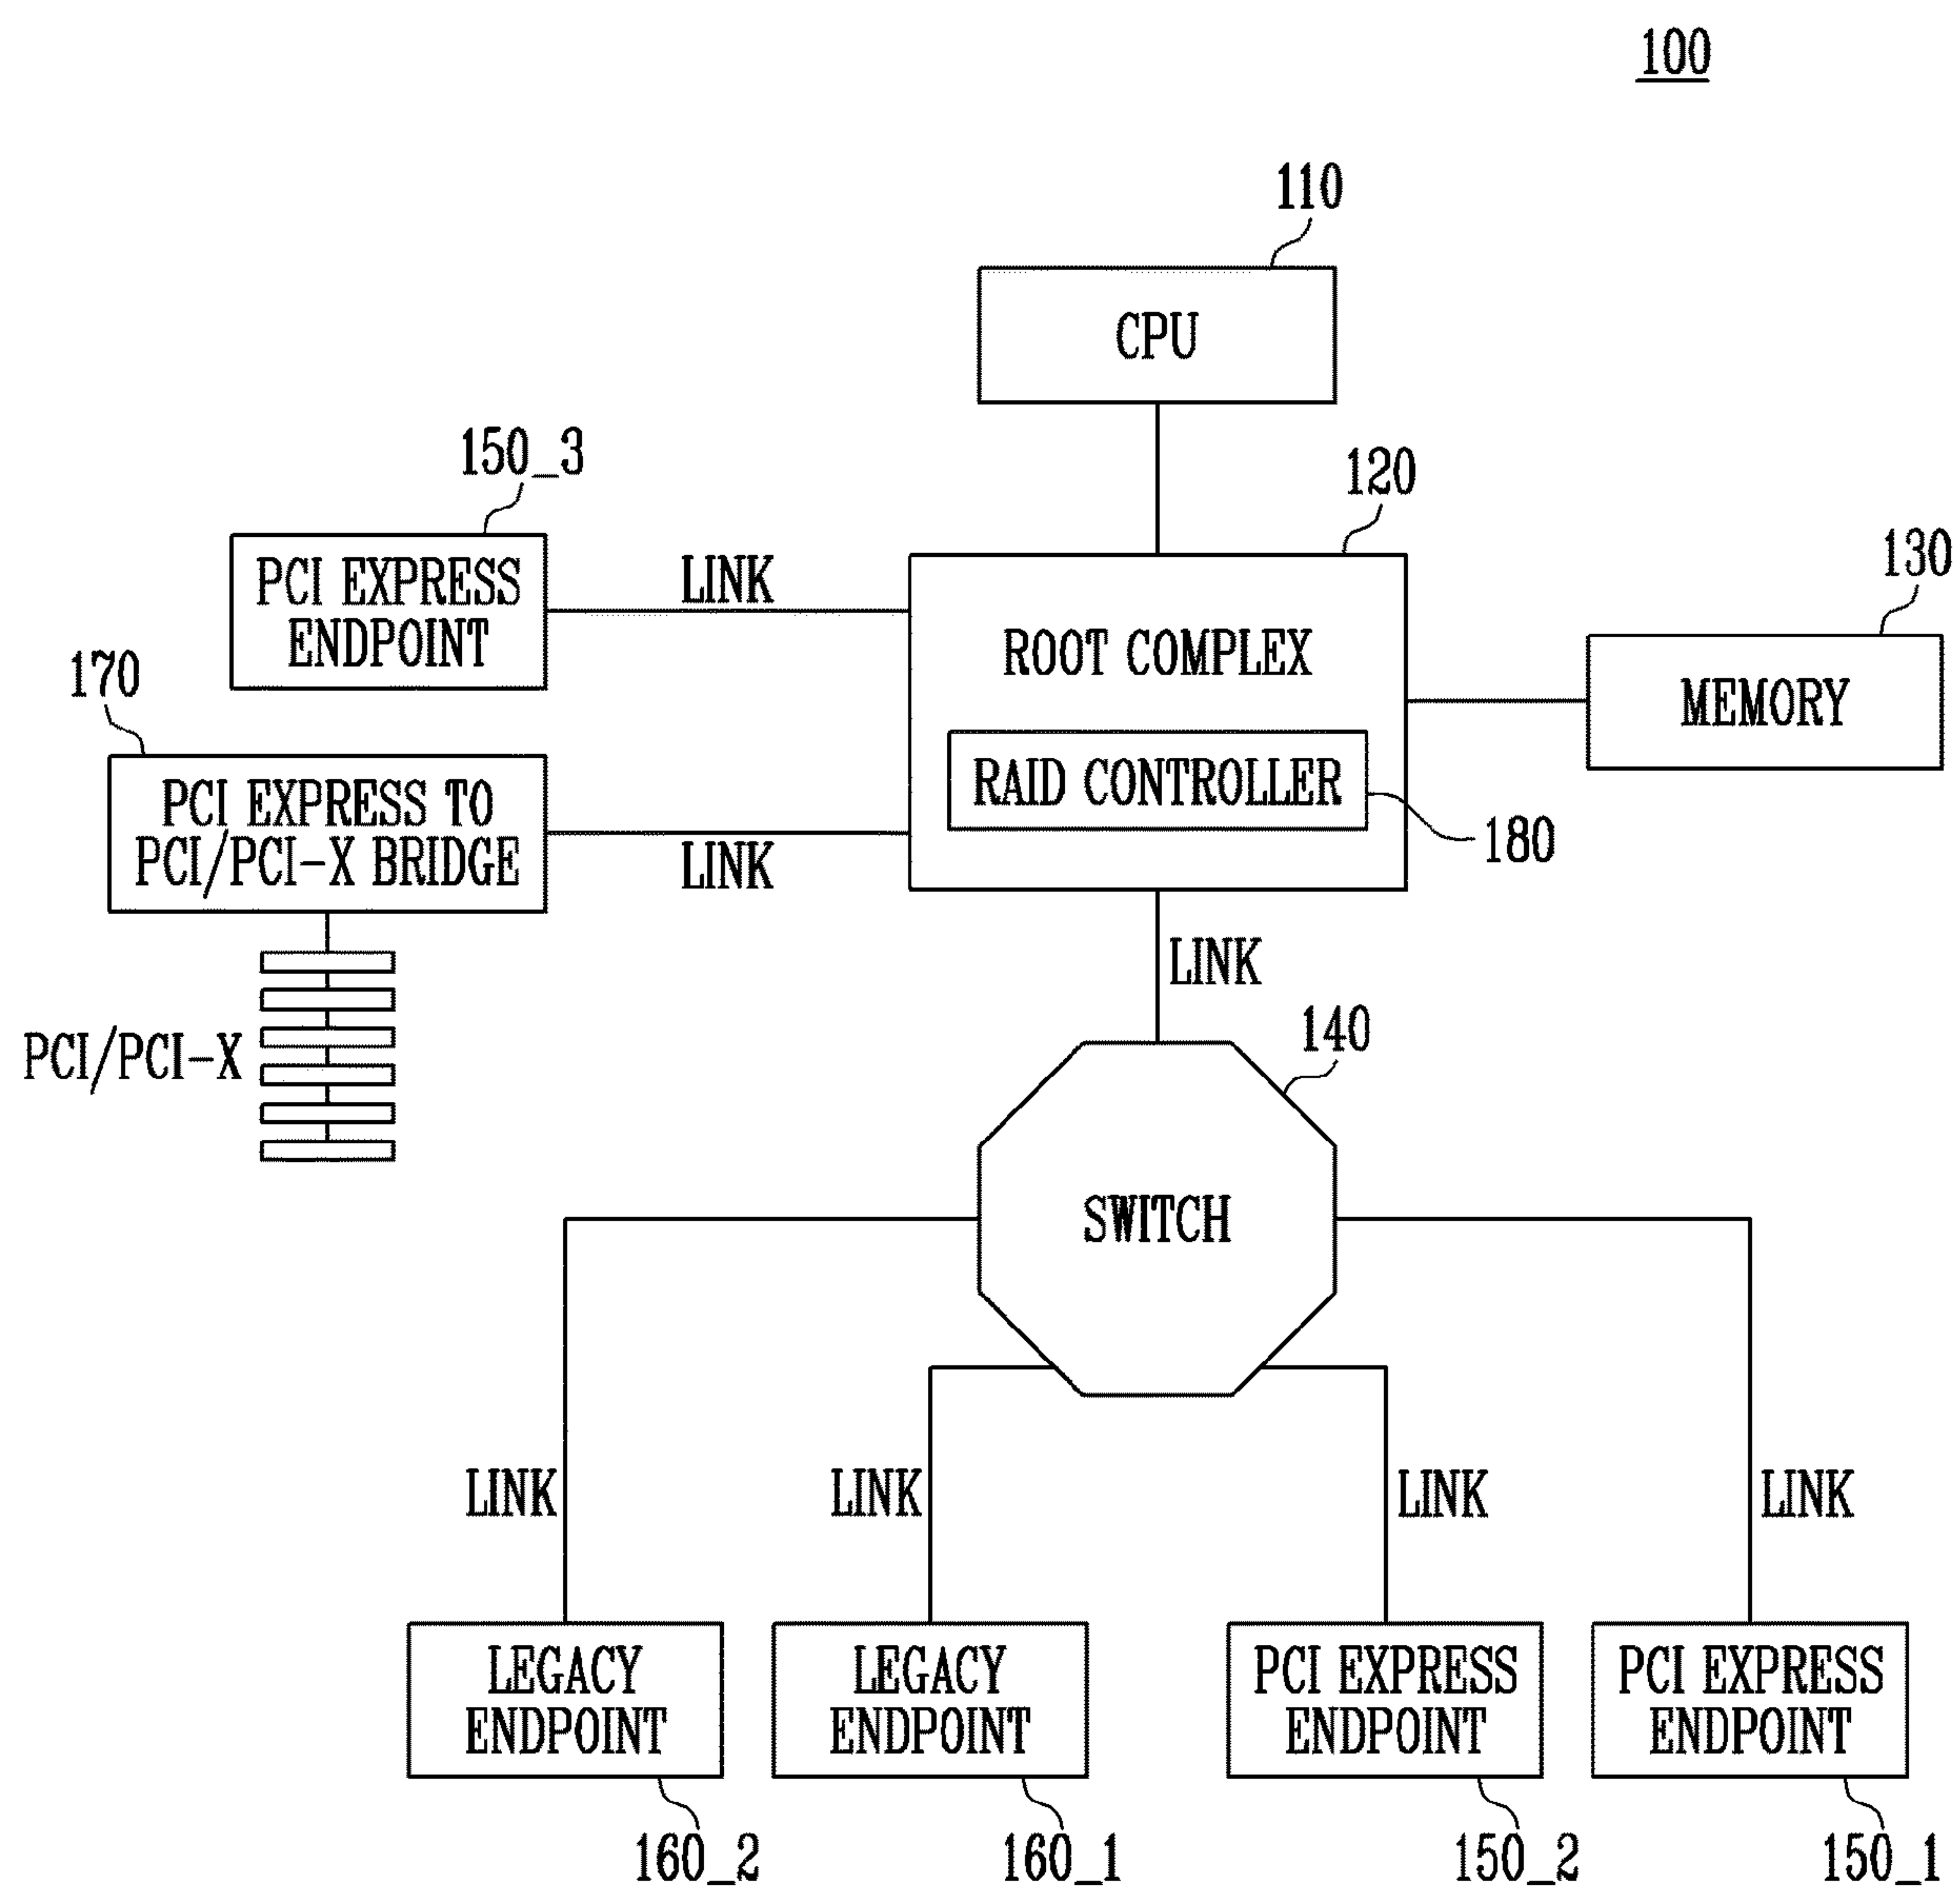 100
110
CPU
150_3
120
130
PCI EXPRESS
ENDPOINT
LINK
ROOT COMPLEX
MEMORY
170
RAID CONTROLLER
180
PCI EXPRESS TO
PCI/PCI-X BRIDGE
LINK
LINK
PCI/PCI-X
140
SWITCH
LINK
LINK
LINK
LINK
LEGACY
ENDPOINT
LEGACY
ENDPOINT
PCI EXPRESS
ENDPOINT
PCI EXPRESS
ENDPOINT
160_2
160_1
150_2
150_1